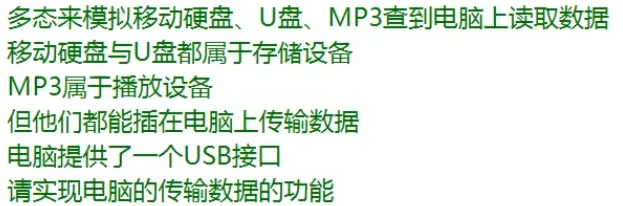 多态来模拟移动硬盘、U盘、MP3查到电脑上读取数据
移动硬盘与U盘都属于存储设备
MP3属于播放设备
但他们都能插在电脑上传输数据
电脑提供了一个USB接口
请实现电脑的传输数据的功能